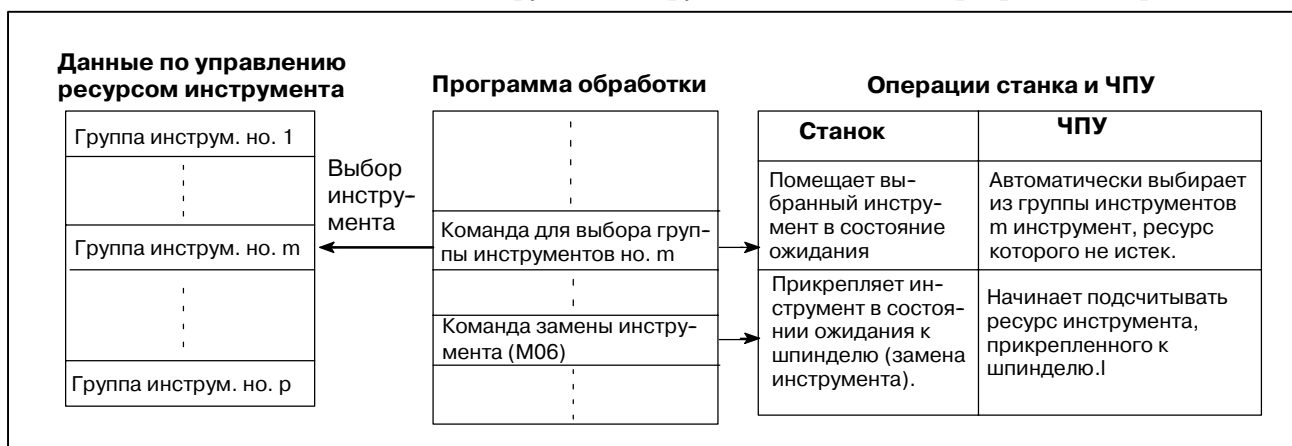 Данные по управлению
ресурсом инструмента
Группа инструм. но. 1
Группа инструм. но. m
Группа инструм. но. p
Выбор
инстру-
мента
Программа обработки
Команда для выбора груп-
пы инструментов но. m
Команда замены инстру-
мента (M06)
Операции станка и ЧПУ
Станок
ЧПУ
Помещает вы-
бранный инстру-
мент в состояние
ожидания
Автоматически выбирает
из группы инструментов
m инструмент, ресурс
которого не истек.
Прикрепляет ин-
струмент в состоя-
нии ожидания к
шпинделю (замена
инструмента).
Начинает подсчитывать
ресурс инструмента,
прикрепленного к
шпинделю.l